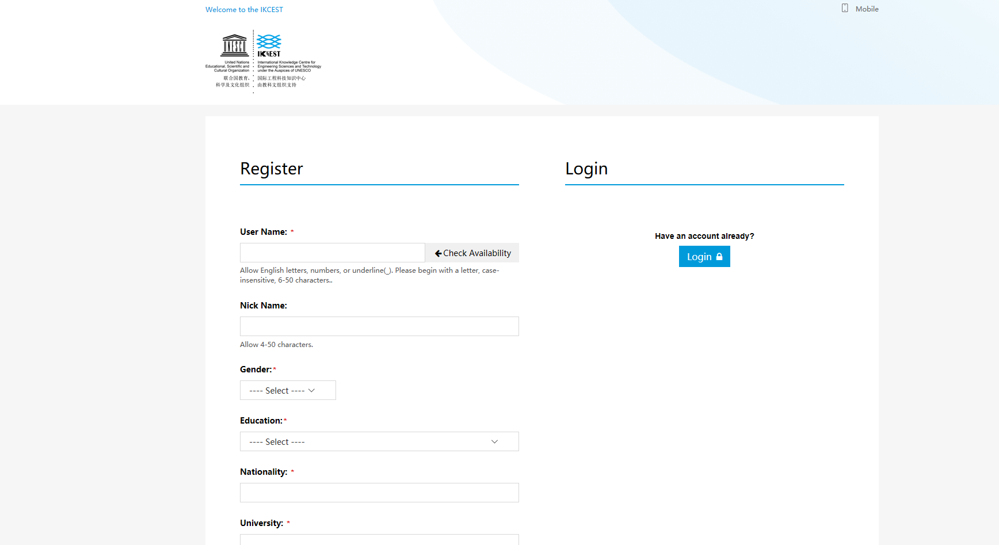 Welcome to the IKCEST
Mobile
UNESCO
IKCEST
United Nations
Educational, Scientific and
Cultural Organization
International Knowledge Centre for
Engineering Sciences and Technology
under the Auspices of UNESCO
联合国教育、
科学及文化组织
国际工程科技知识中心
由教科文组织支持
Register
Login
User Name: *
Check Availability
Allow English letters, numbers, or underline(_). Please begin with a letter, case-
insensitive, 6-50 characters..
Have an account already?
Login
Nick Name:
Allow 4-50 characters.
Gender:*
---- Select ----
Education:*
---- Select ----
Nationality: *
University: *